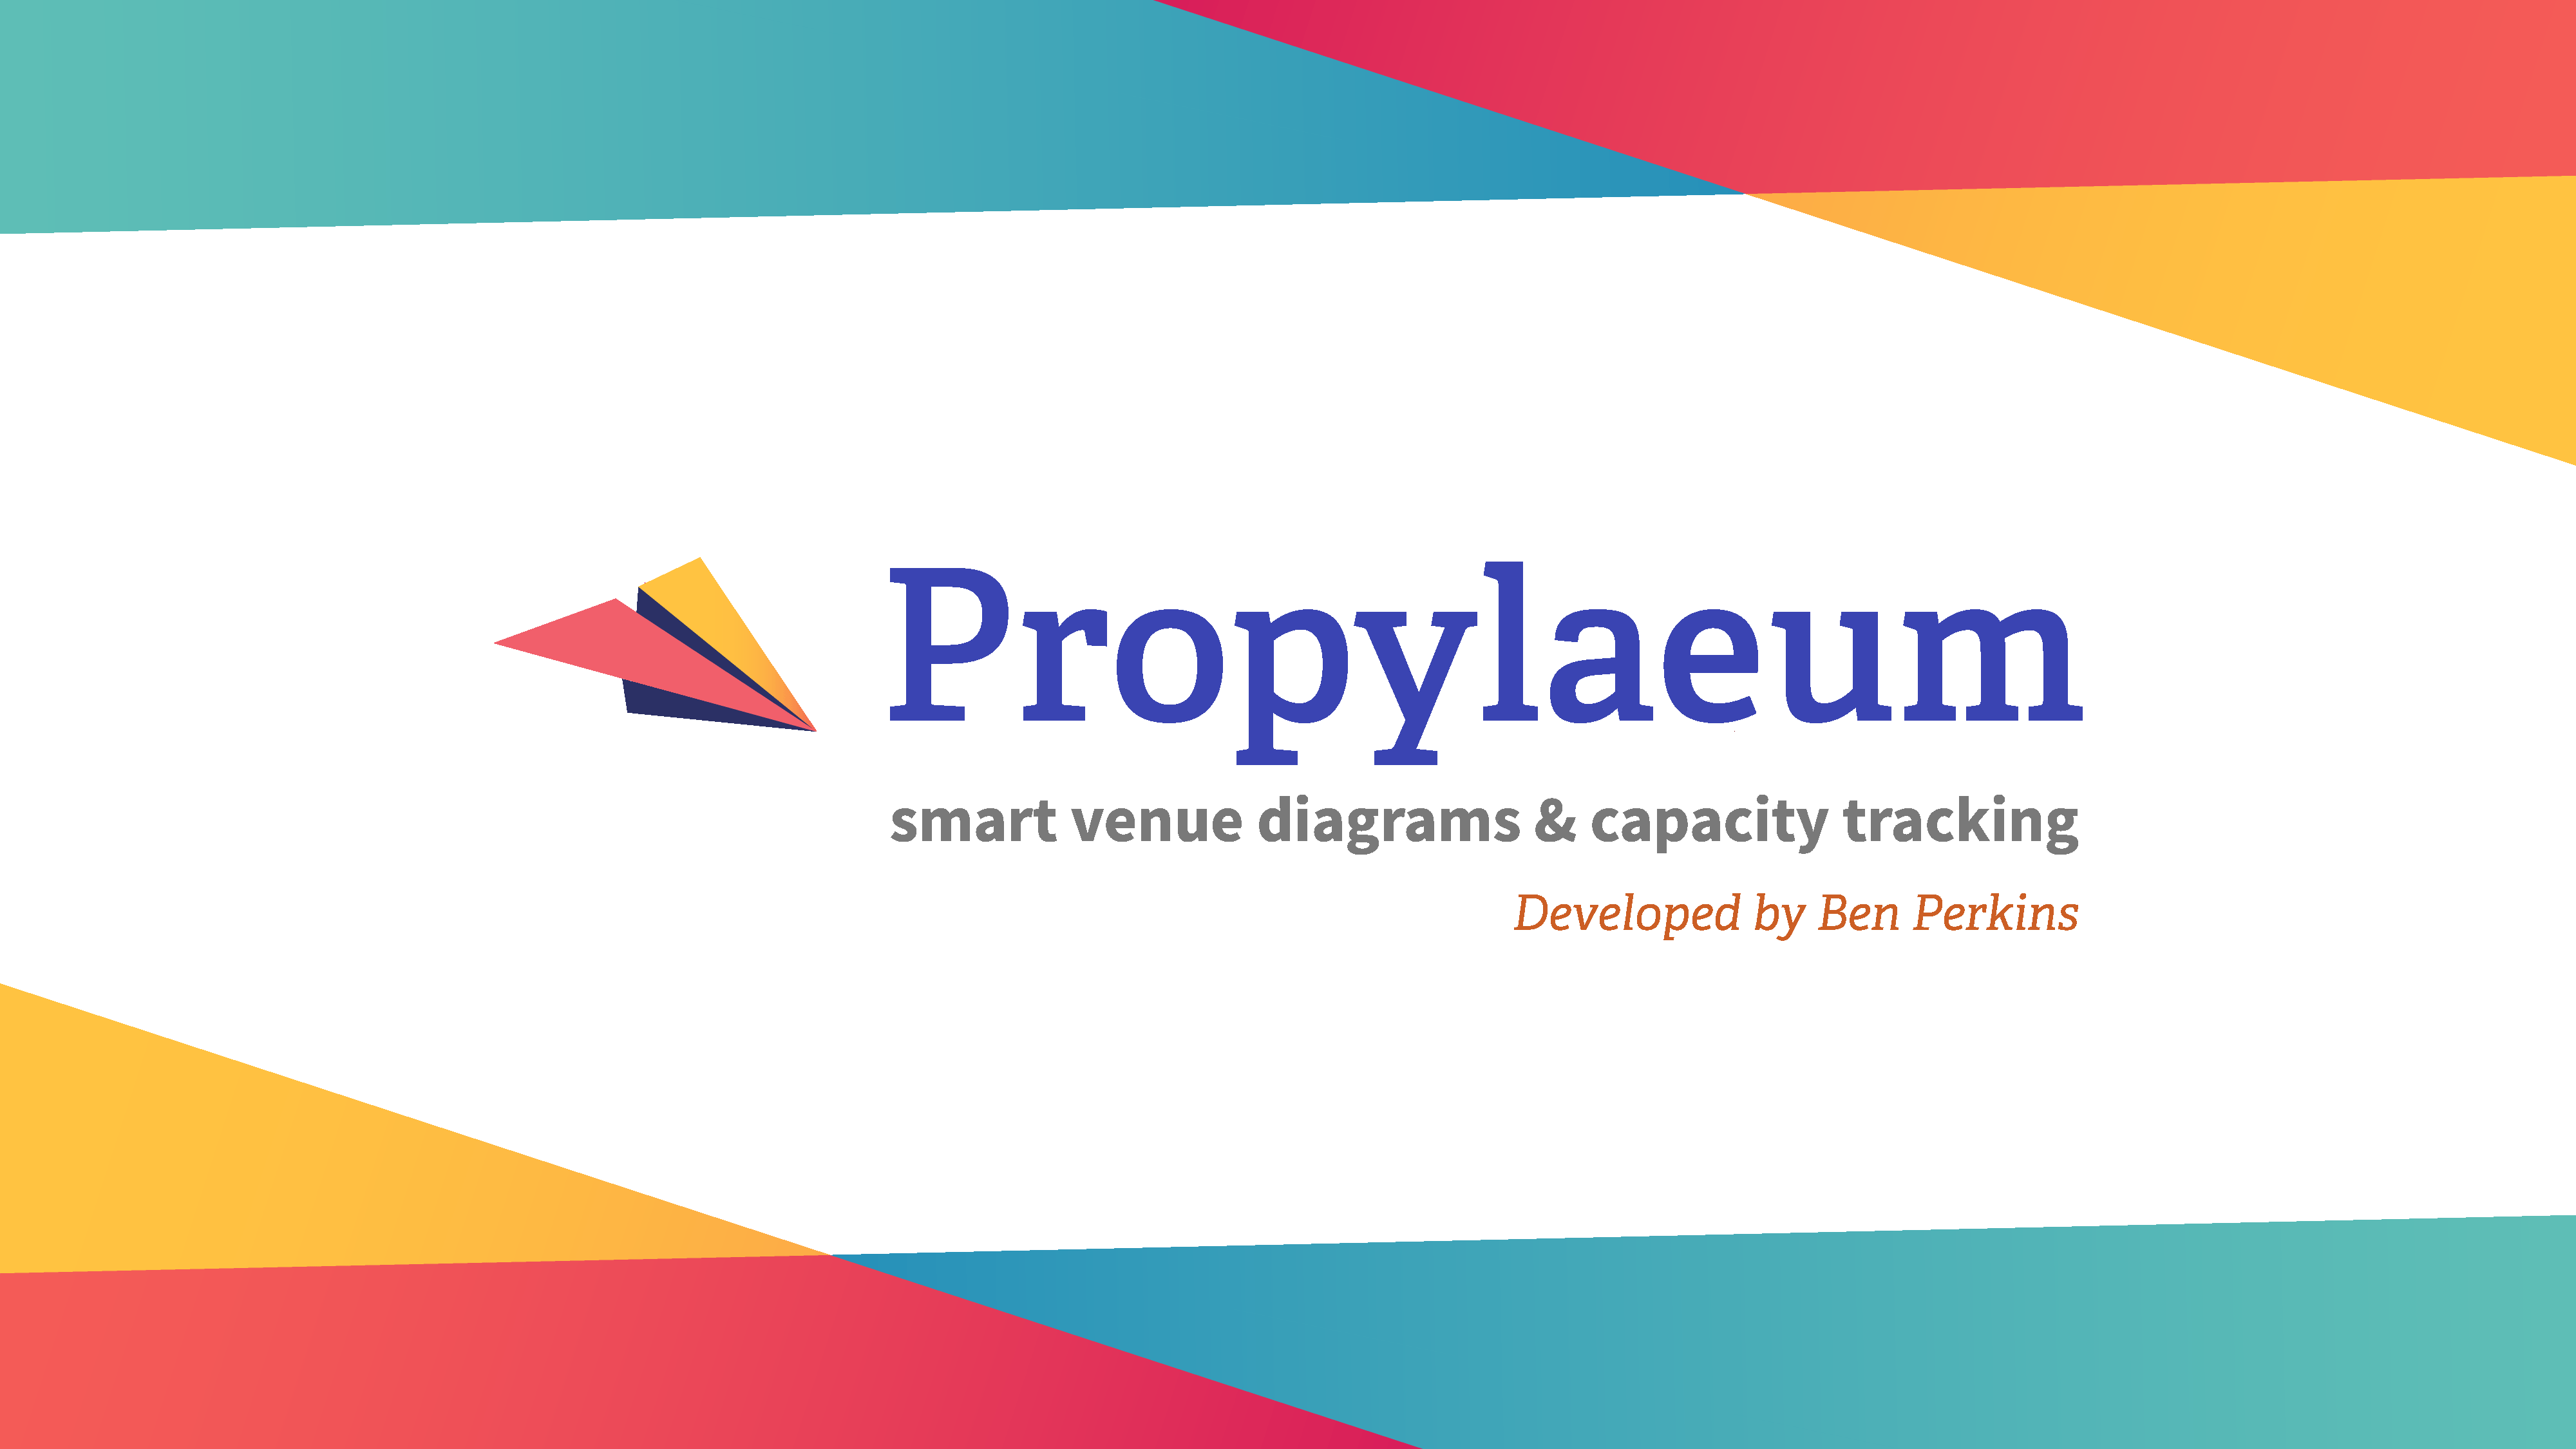 Propylaeum
smart venue diagrams & capacity tracking
Developed by Ben Perkins